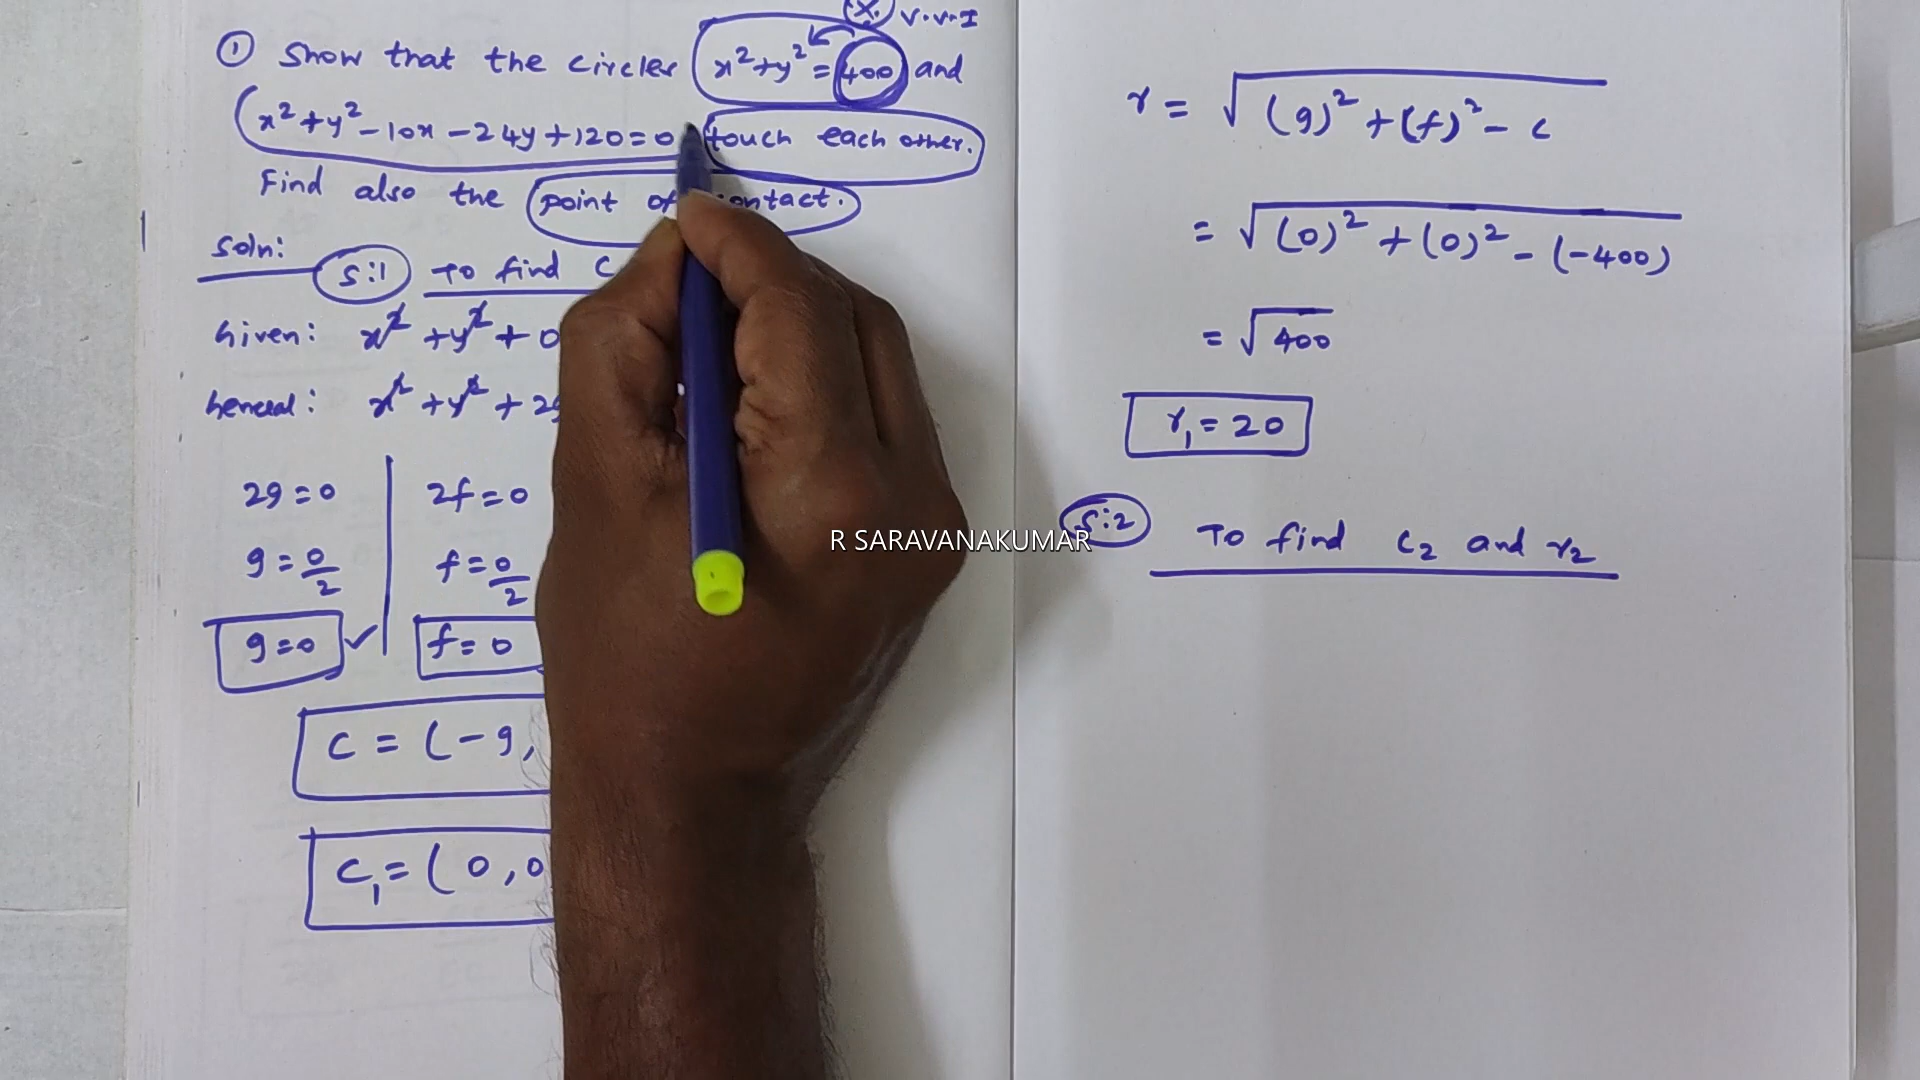 ① Show that the circles x²+y²=400 and
x²+y²-10x-24y+120=0 touch each other.
Find also the point of contact.
Soln:
S:1 To find C
Given: x²+y²+0
General: x²+y²+2g
2g=0
g=0/2
g=0 ✓
2f=0
f=0/2
f=0
C=(-g,
C₁=(0,0
X. V.V.I
r=√(g)²+(f)²-c
=√(0)²+(0)²-(-400)
=√400
r₁=20
S:2 To find C₂ and r₂
R SARAVANAKUMAR